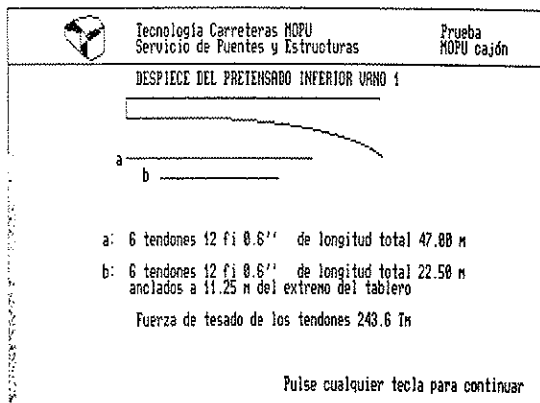 Tecnología Carreteras MOPU
Servicio de Puentes y Estructuras
Prueba
MOPU cajón
DESPIECE DEL PRETENSADO INFERIOR VANO 1
a
b
a: 6 tendones 12 fi 0.6'' de longitud total 47.00 m
b: 6 tendones 12 fi 0.6'' de longitud total 22.50 m
anclados a 11.25 m del extremo del tablero
Fuerza de tesado de los tendones 243.6 Tm
Pulse cualquier tecla para continuar